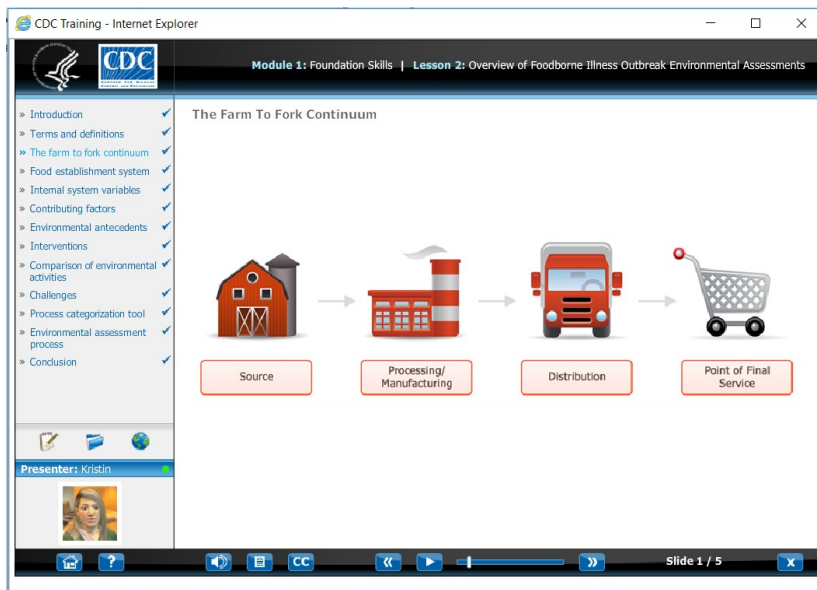 CDC Training - Internet Explorer
CDC
Module 1: Foundation Skills | Lesson 2: Overview of Foodborne Illness Outbreak Environmental Assessments
» Introduction
» Terms and definitions
» The farm to fork continuum
» Food establishment system
» Internal system variables
» Contributing factors
» Environmental antecedents
» Interventions
» Comparison of environmental
activities
» Challenges
» Process categorization tool
» Environmental assessment
process
» Conclusion
The Farm To Fork Continuum
Source
Processing/
Manufacturing
Distribution
Point of Final
Service
Presenter: Kristin
?
CC
Slide 1 / 5
X